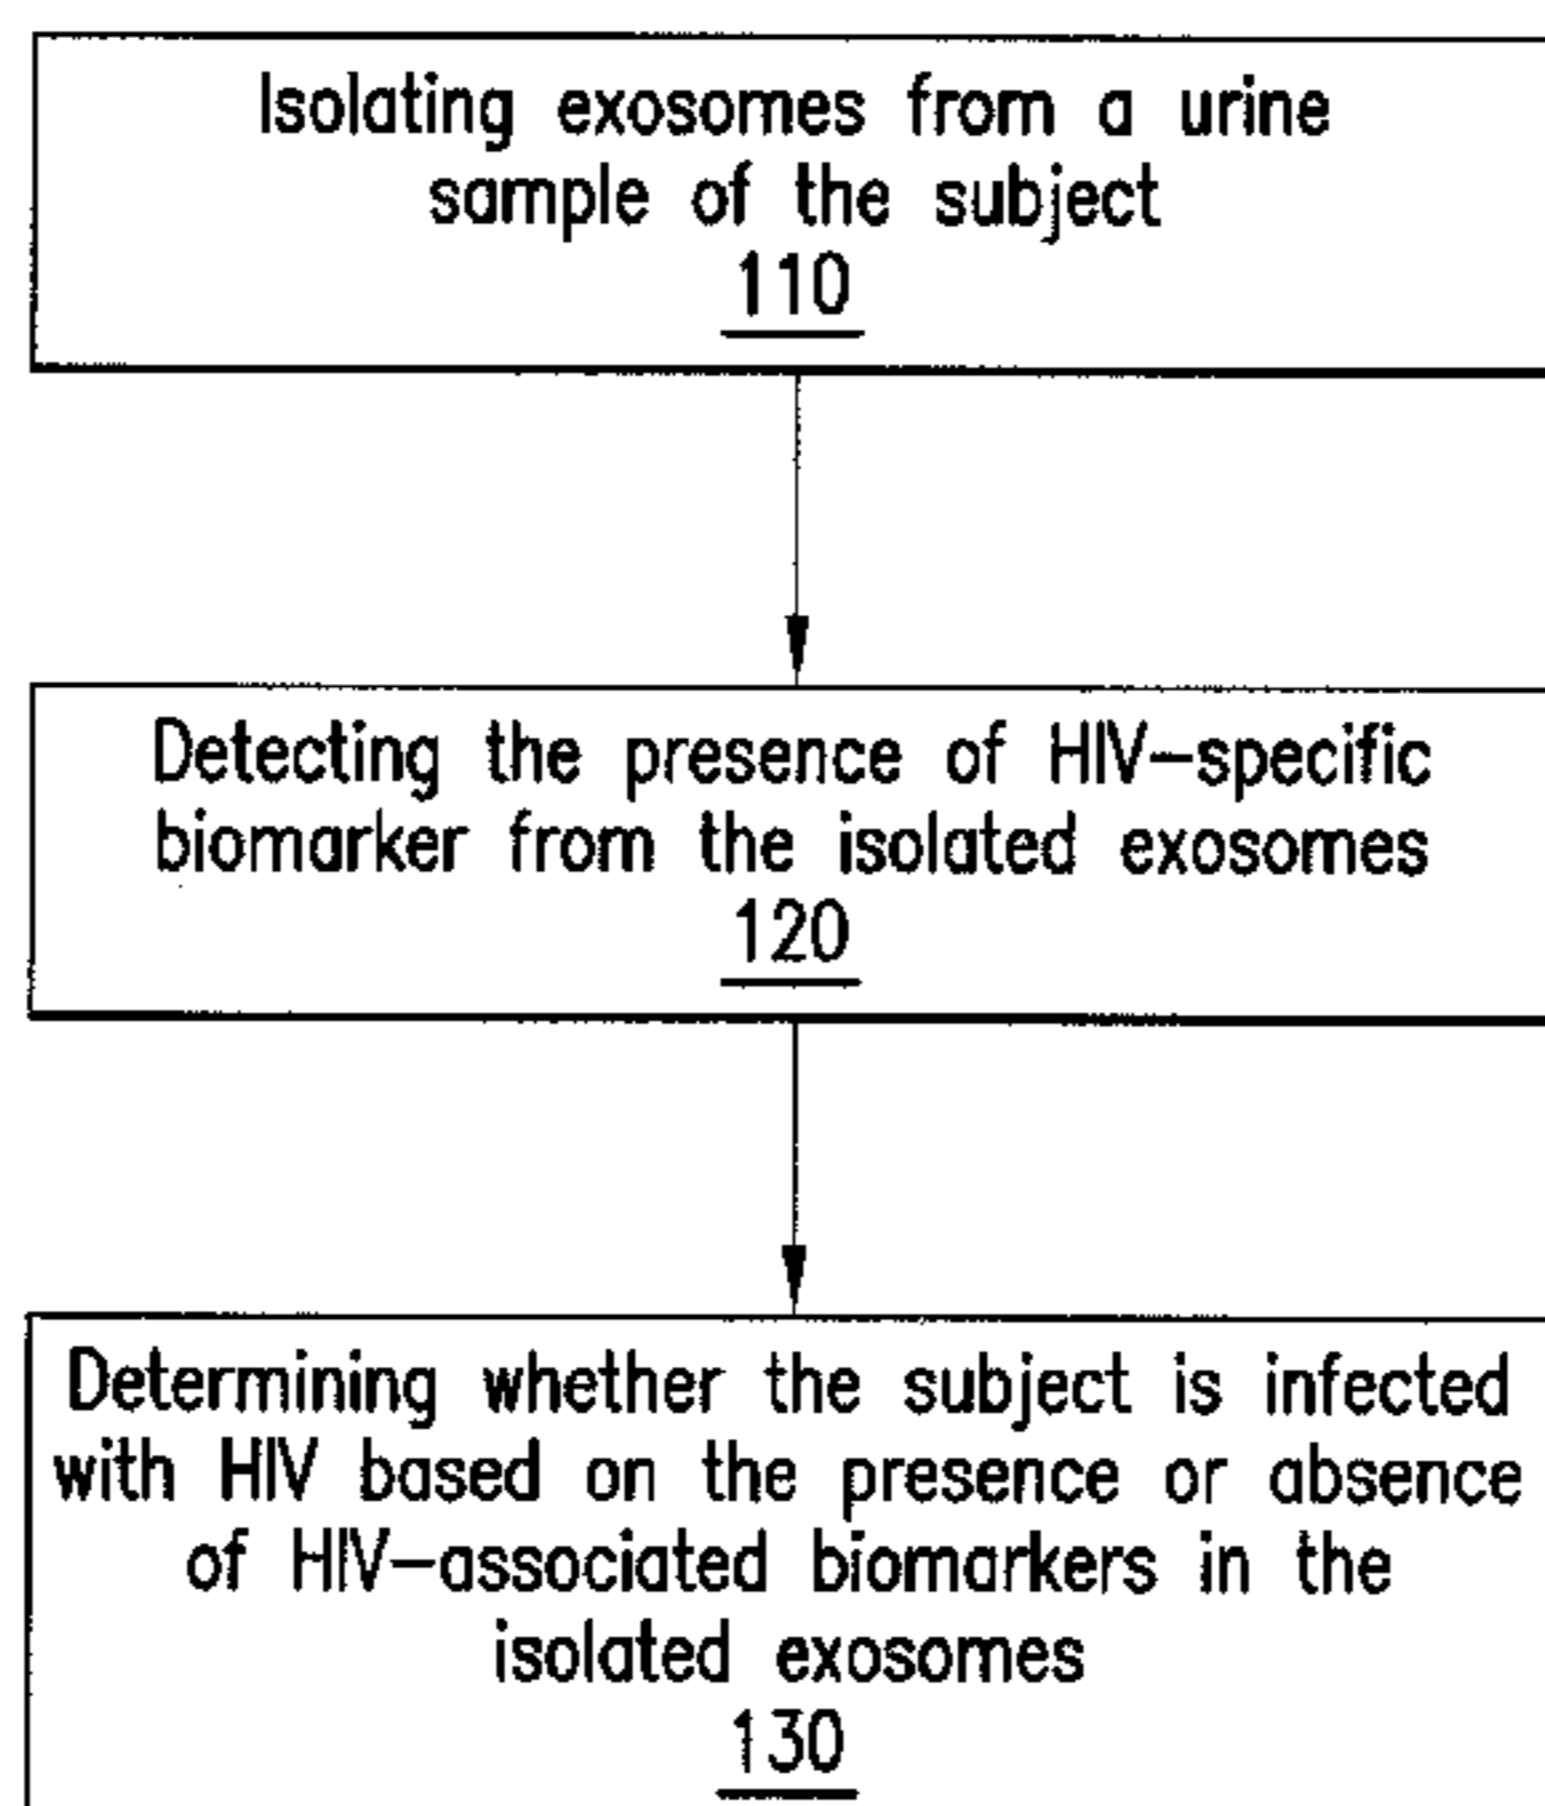 Isolating exosomes from a urine
sample of the subject
110
Detecting the presence of HIV-specific
biomarker from the isolated exosomes
120
Determining whether the subject is infected
with HIV based on the presence or absence
of HIV-associated biomarkers in the
isolated exosomes
130